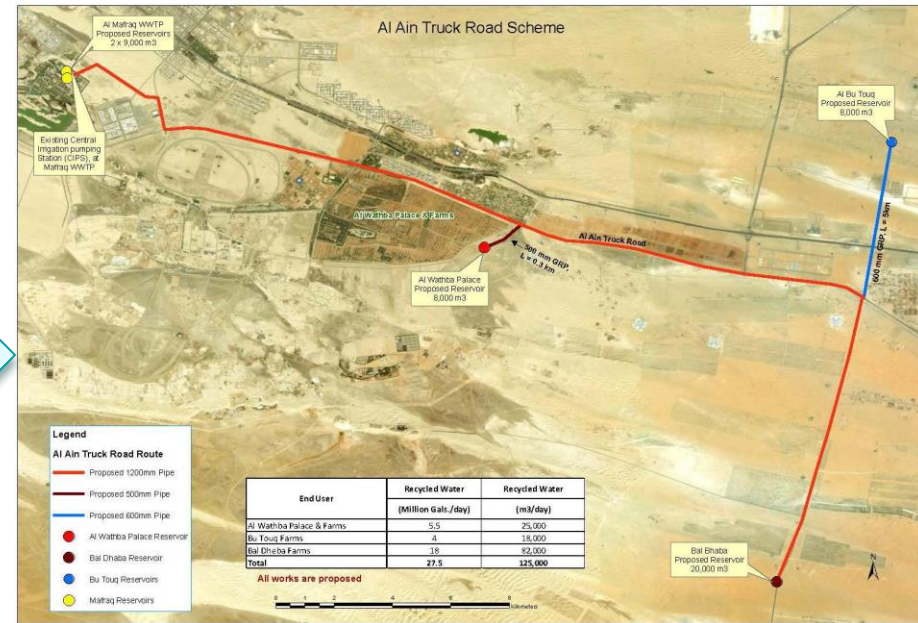 Al Ain Truck Road Scheme
Al Mafraq WWTP
Proposed Reservoirs
2 x 9,000 m3
Existing Central
Irrigation pumping
Station (CIPS), at
Mafraq WWTP
Al Bu Touq
Proposed Reservoir
8,000 m3
Al Wathba Palace & Farms
500 mm GRP,
L = 0.3 km
Al Ain Truck Road
600 mm GRP, L = 5km
Al Wathba Palace
Proposed Reservoir
8,000 m3
Legend
Al Ain Truck Road Route
Proposed 1200mm Pipe
Proposed 500mm Pipe
Proposed 600mm Pipe
Al Wathba Palace Reservoir
Bal Dhaba Reservoir
Bu Touq Reservoirs
Mafraq Reservoirs
End User Recycled Water Recycled Water
(Million Gals./day) (m3/day)
Al Wathba Palace & Farms 5.5 25,000
Bu Touq Farms 4 18,000
Bal Dheba Farms 18 82,000
Total 27.5 125,000
All works are proposed
0 2 4 6 8
Kilometers
Bal Bhaba
Proposed Reservoir
20,000 m3
N